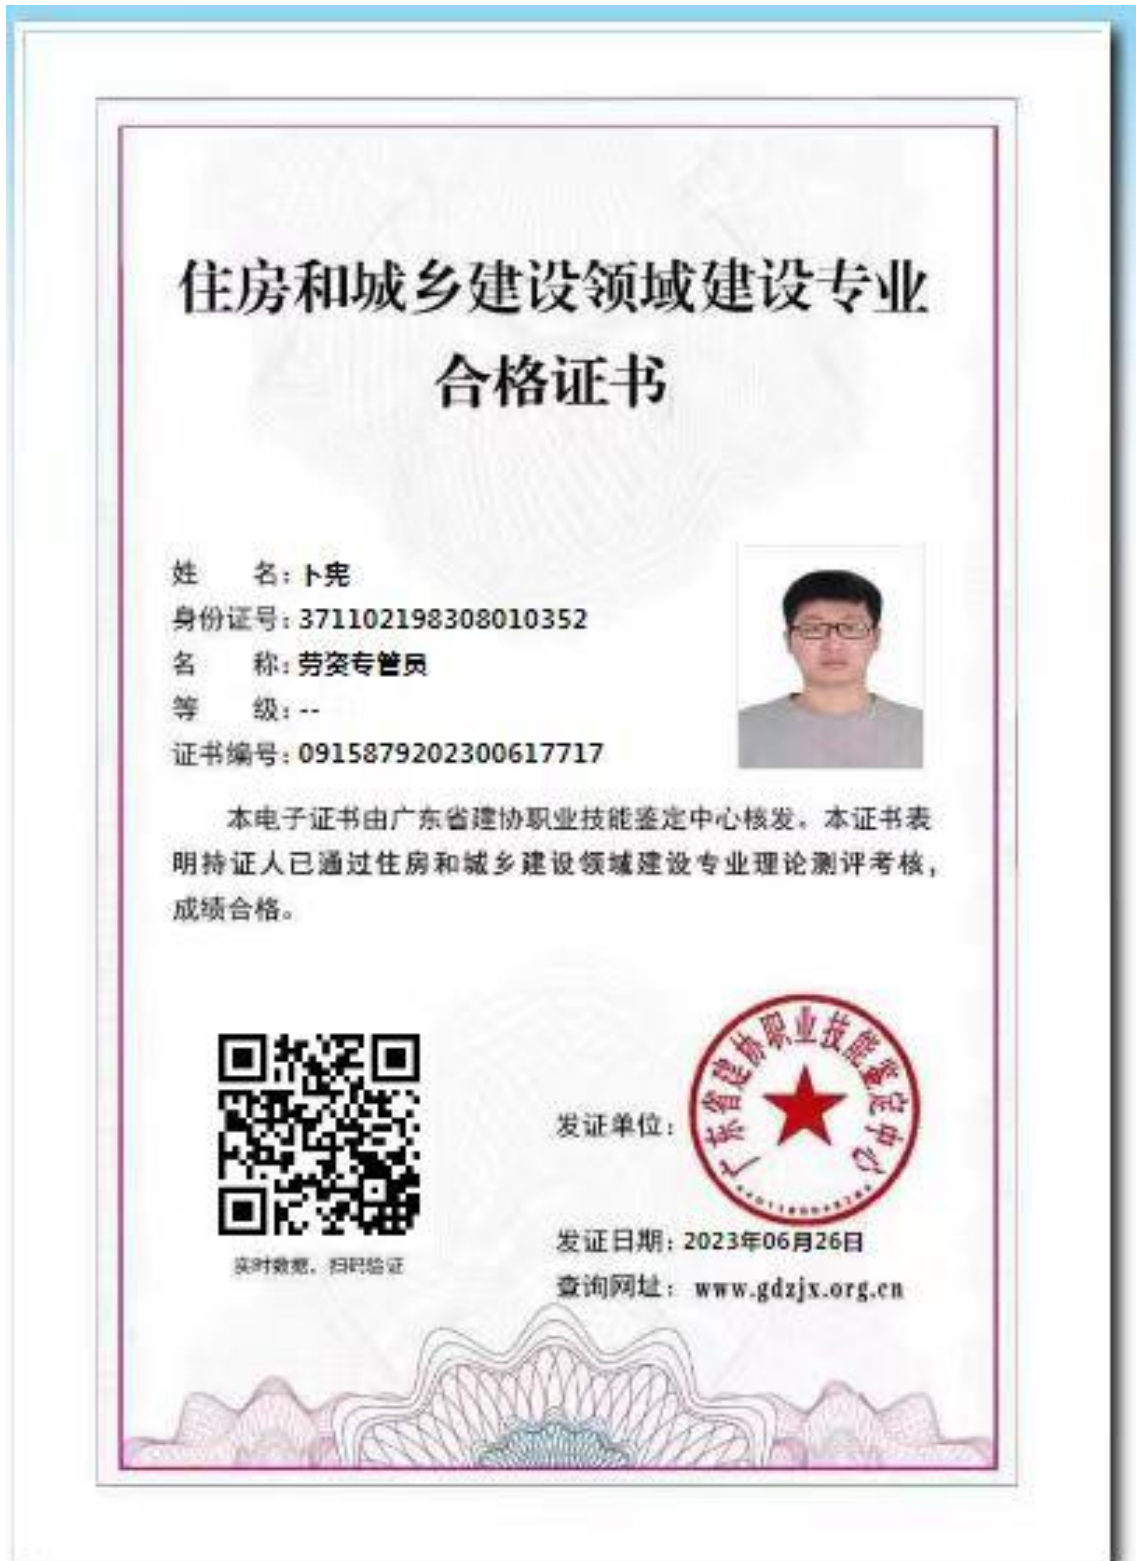 住房和城乡建设领域建设专业
合格证书
姓 名：卜宪
身份证号：371102198308010352
名 称：劳资专管员
等 级：--
证书编号：0915879202300617717
本电子证书由广东省建协职业技能鉴定中心核发。本证书表
明持证人已通过住房和城乡建设领域建设专业理论测评考核，
成绩合格。
广东省建协职业技能鉴定中心
发证单位：
发证日期：2023年06月26日
实时数据，扫码验证
查询网址：www.gdzjx.org.cn